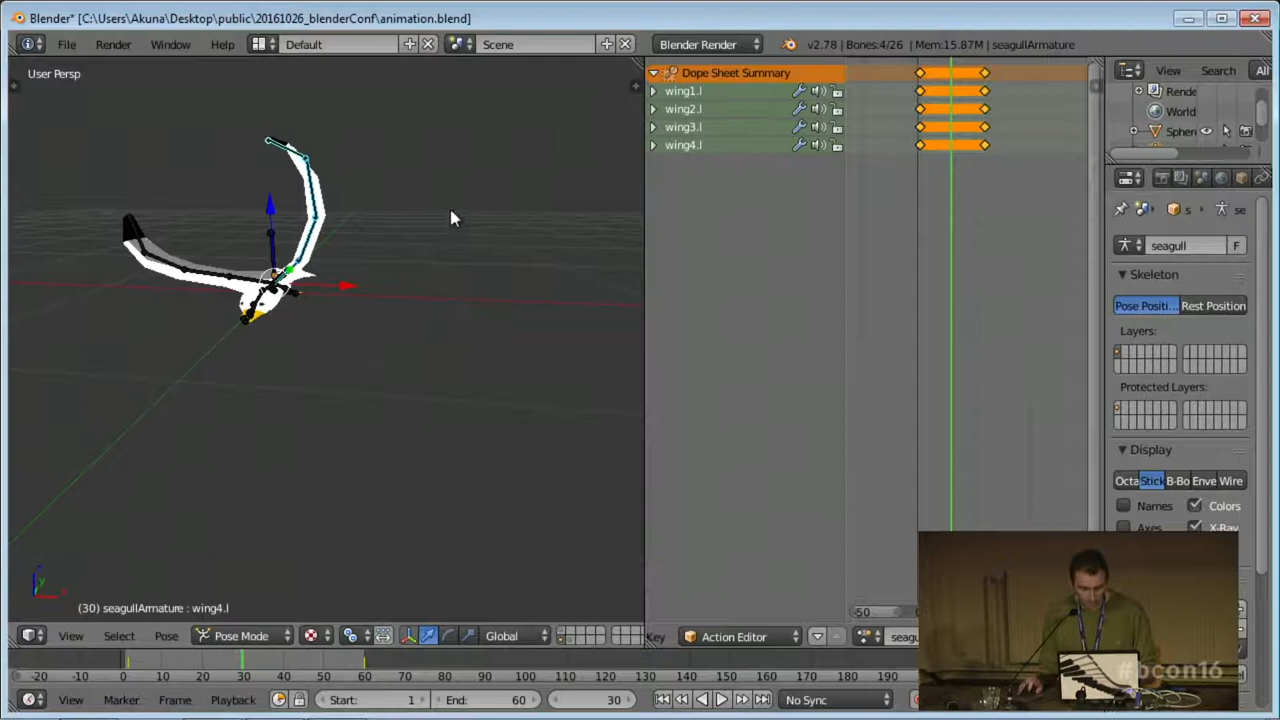 Blender* [C:\Users\Akuna\Desktop\public\20161026_blenderConf\animation.blend]
File Render Window Help Default Scene Blender Render v2.78 | Bones:4/26 | Mem:15.87M | seagullArmature
User Persp
Dope Sheet Summary
wing1.l
wing2.l
wing3.l
wing4.l
View Search All
Rende
World
Spher
s se
seagull F
Skeleton
Pose Positi... Rest Position
Layers:
Protected Layers:
Display
Octa Stick B-Bo Enve Wire
Names Colors
Axes X-Ray
(30) seagullArmature : wing4.l
-50
View Select Pose Pose Mode Global Key Action Editor seag
#bcon16
-20 -10 0 10 20 30 40 50 60 70 80 90 100 110 120 130 140 150 160 170 180 190
View Marker Frame Playback Start: 1 End: 60 30 No Sync